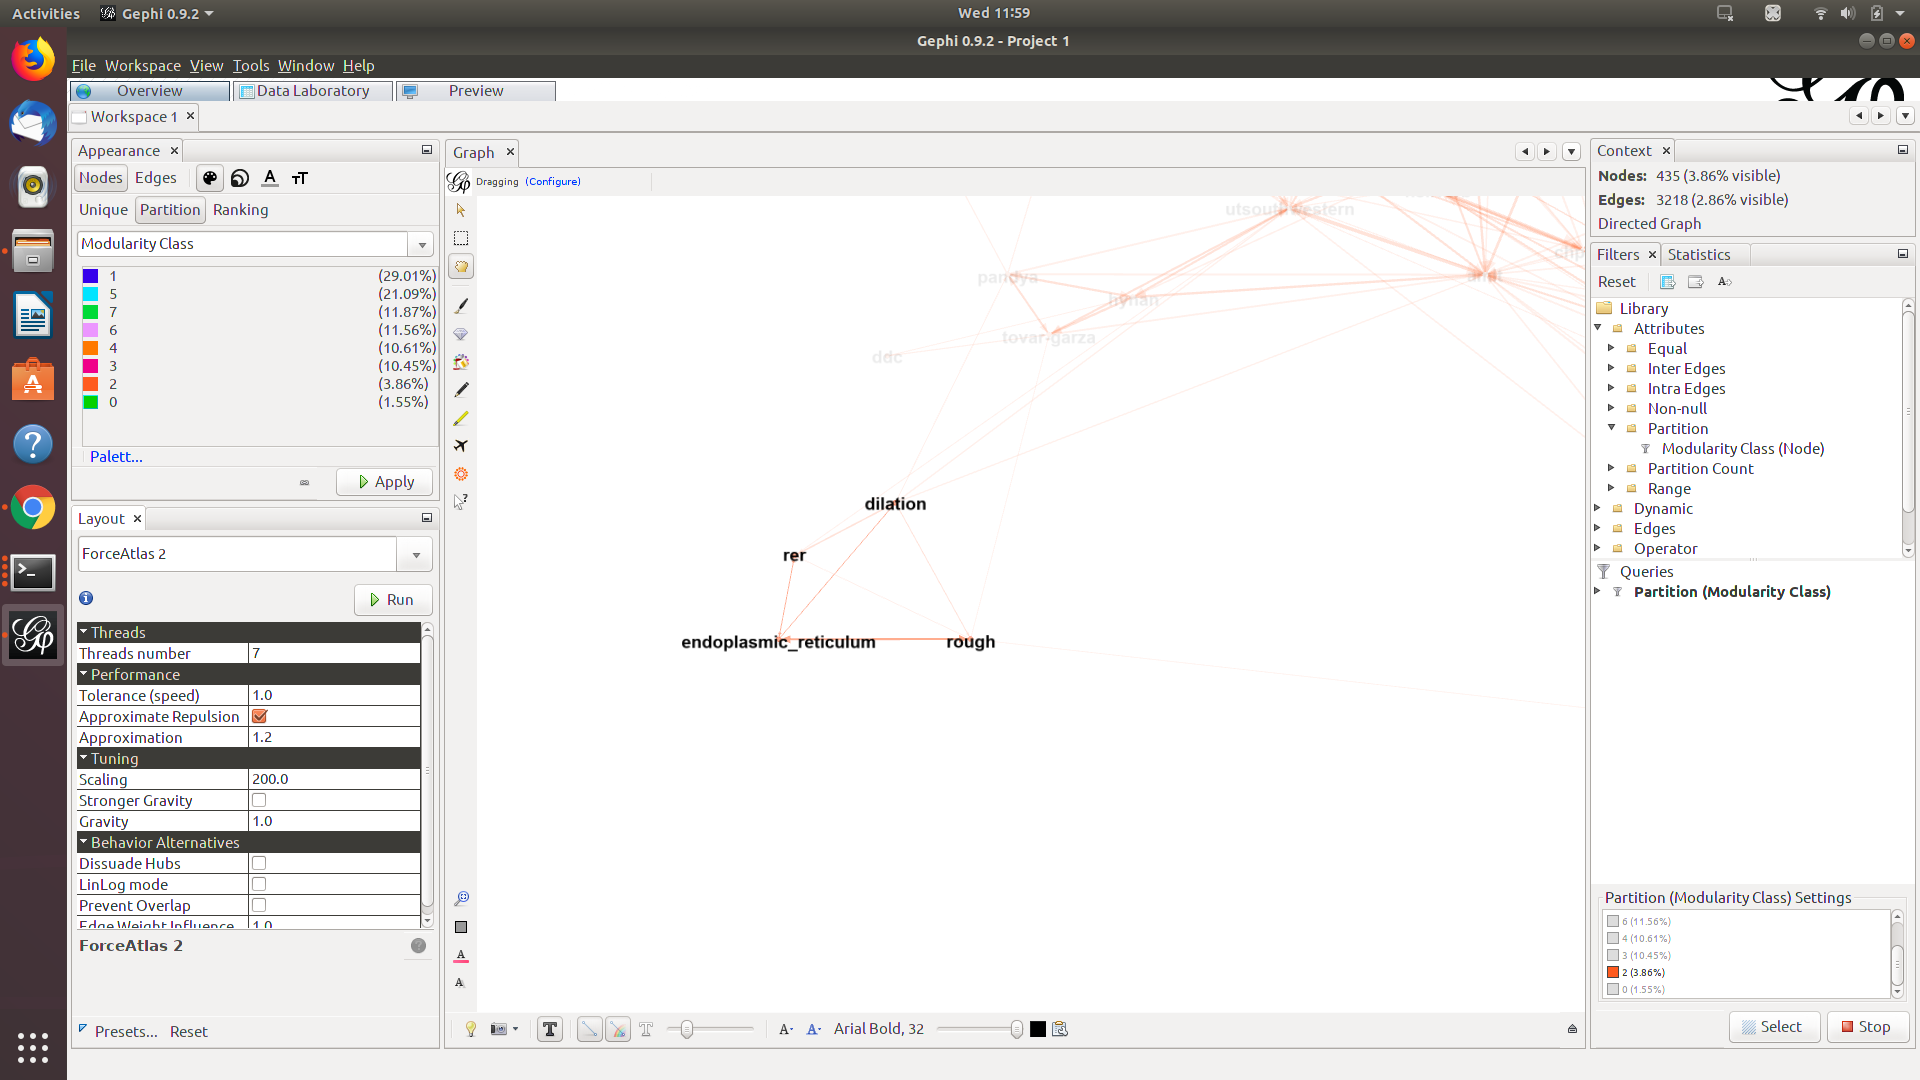 Activities Gephi 0.9.2 Wed 11:59
Gephi 0.9.2 - Project 1
File Workspace View Tools Window Help
Overview Data Laboratory Preview
Workspace 1
Appearance
Nodes Edges
Unique Partition Ranking
Modularity Class
1 (29.01%)
5 (21.09%)
7 (11.87%)
6 (11.56%)
4 (10.61%)
3 (10.45%)
2 (3.86%)
0 (1.55%)
Palett...
Apply
Layout
ForceAtlas 2
Run
Threads
Threads number 7
Performance
Tolerance (speed) 1.0
Approximate Repulsion
Approximation 1.2
Tuning
Scaling 200.0
Stronger Gravity
Gravity 1.0
Behavior Alternatives
Dissuade Hubs
LinLog mode
Prevent Overlap
Edge Weight Influence 1.0
ForceAtlas 2
Presets... Reset
Graph
Dragging (Configure)
utsouthwestern
pandya
hynan
tovar-garza
ddc
dilation
rer
endoplasmic_reticulum rough
Arial Bold, 32
Context
Nodes: 435 (3.86% visible)
Edges: 3218 (2.86% visible)
Directed Graph
Filters Statistics
Reset
Library
Attributes
Equal
Inter Edges
Intra Edges
Non-null
Partition
Modularity Class (Node)
Partition Count
Range
Dynamic
Edges
Operator
Queries
Partition (Modularity Class)
Partition (Modularity Class) Settings
6 (11.56%)
4 (10.61%)
3 (10.45%)
2 (3.86%)
0 (1.55%)
Select Stop